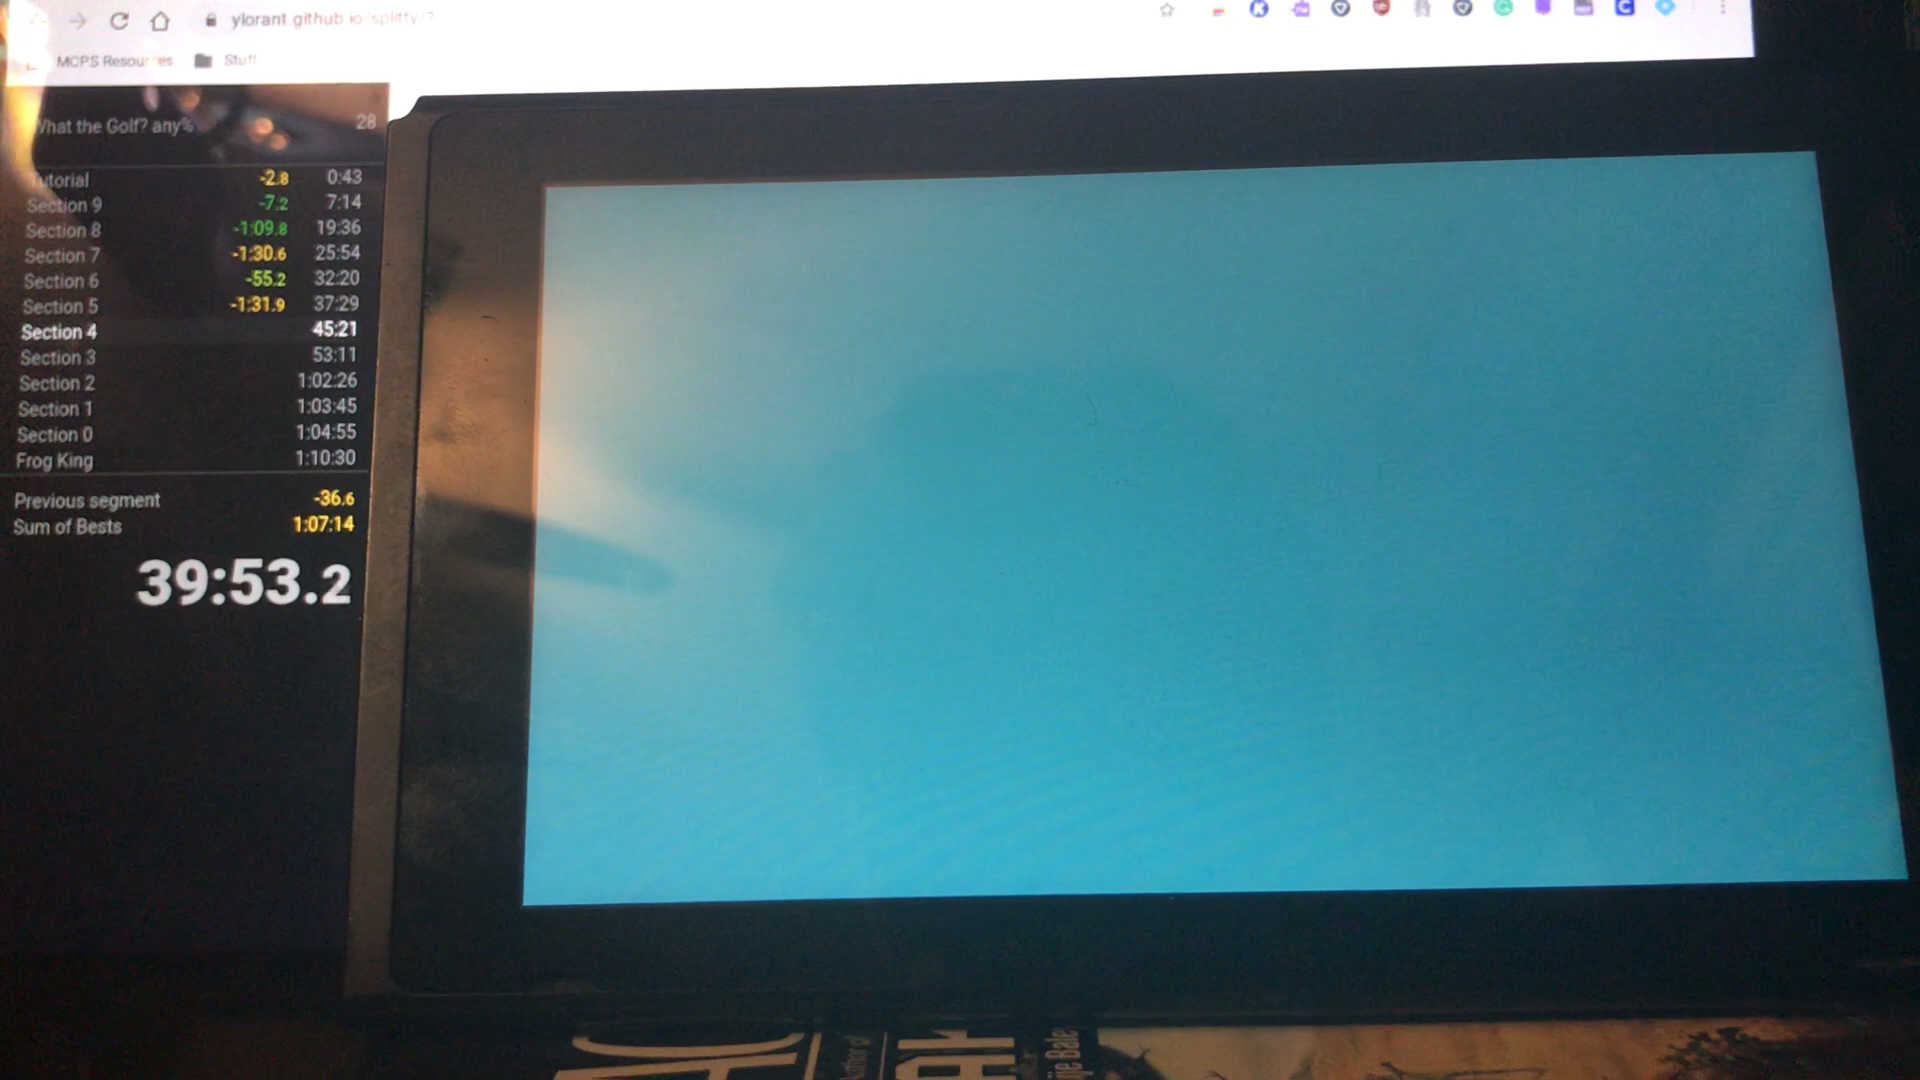 ylorant.github.io/splitty/?
MCPS Resources Stuff
What the Golf? any% 28
Tutorial -2.8 0:43
Section 9 -7.2 7:14
Section 8 -1:09.8 19:36
Section 7 -1:30.6 25:54
Section 6 -55.2 32:20
Section 5 -1:31.9 37:29
Section 4 45:21
Section 3 53:11
Section 2 1:02:26
Section 1 1:03:45
Section 0 1:04:55
Frog King 1:10:30
Previous segment -36.6
Sum of Bests 1:07:14
39:53.2